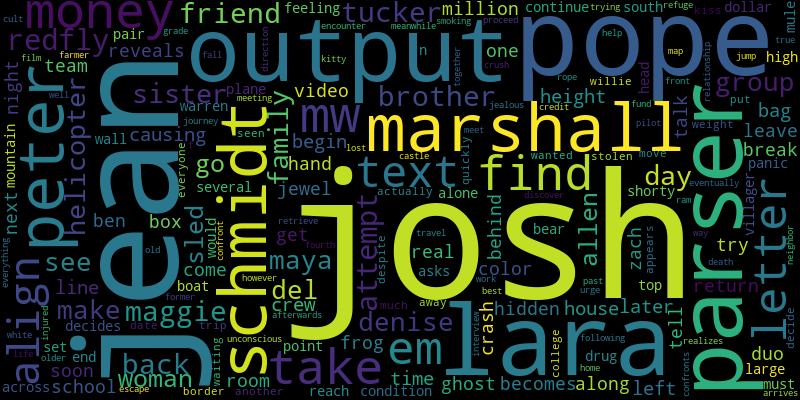 money
redfly
friend
tucker
feeling
million
continue
trying
south
refuge
kiss
dollar
mule
cult
pair
reveals
output
pope
film
team
sister
plane
direction
smoking
proceed
one
group
crush
relationship
true
farmer
grade
encounter
meanwhile
kitty
together
n
help
map
front
jump
high
night
helicopter
warren
video
brother
rope
willie
head
talk
bag
jean
peter
causing
meeting
mw
begin
height
fund
pilot
put
leave
mountain
well
fall
journey
seen
wall
family
jealous
meet
credit
weight
break
marshall
schmidt
hand
lost
castle
wanted
stolen
move
panic
next
ben
everyone
go
several
text
find
day
parser
villager
box
jewel
actually
quickly
alone
shorty
discover
eventually
ram
see
sled
would
confront
get
attempt
travel
behind
allen
zach
appears
try
way
letter
old
come
maya
josh
real
bear
line
boat
despite
asks
color
work
past
urge
top
death
neighbor
return
align
make
maggie
del
much
best
hidden
house
later
tell
realizes
everything
decides
former
however
crew
away
interview
date
trip
fourth
denise
lara
crash
college
following
duo
decide
white
set
injured
end
waiting
afterwards
point
frog
em
drug
home
confronts
large
soon
older
back
take
life
across
school
woman
room
unconscious
time
ghost
becomes
along
left
must
escape
border
another
reach
condition
arrives
retrieve